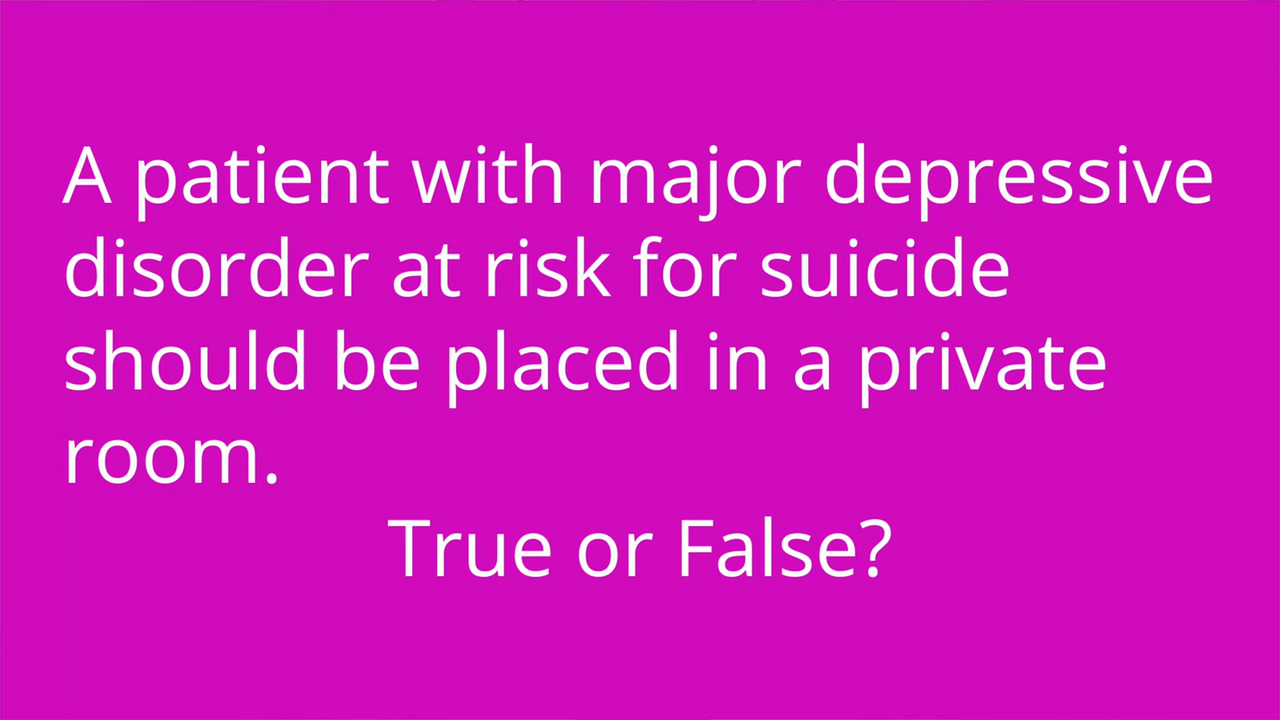 A patient with major depressive
disorder at risk for suicide
should be placed in a private
room.
True or False?